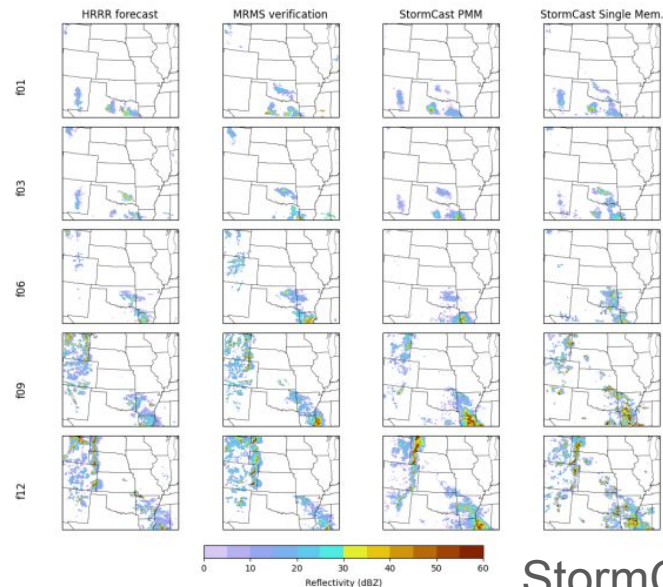 HRRR forecast MRMS verification StormCast PMM StormCast Single Mem.
f01
f03
f06
f09
f12
0 10 20 30 40 50 60
Reflectivity (dBZ)